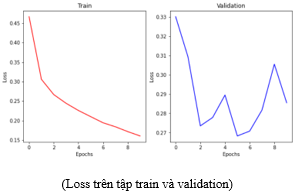 Train
Validation
0.45
0.40
0.35
0.30
0.25
0.20
0.15
Loss
0 2 4 6 8
Epochs
0.33
0.32
0.31
0.30
0.29
0.28
0.27
Loss
0 2 4 6 8
Epochs
(Loss trên tập train và validation)